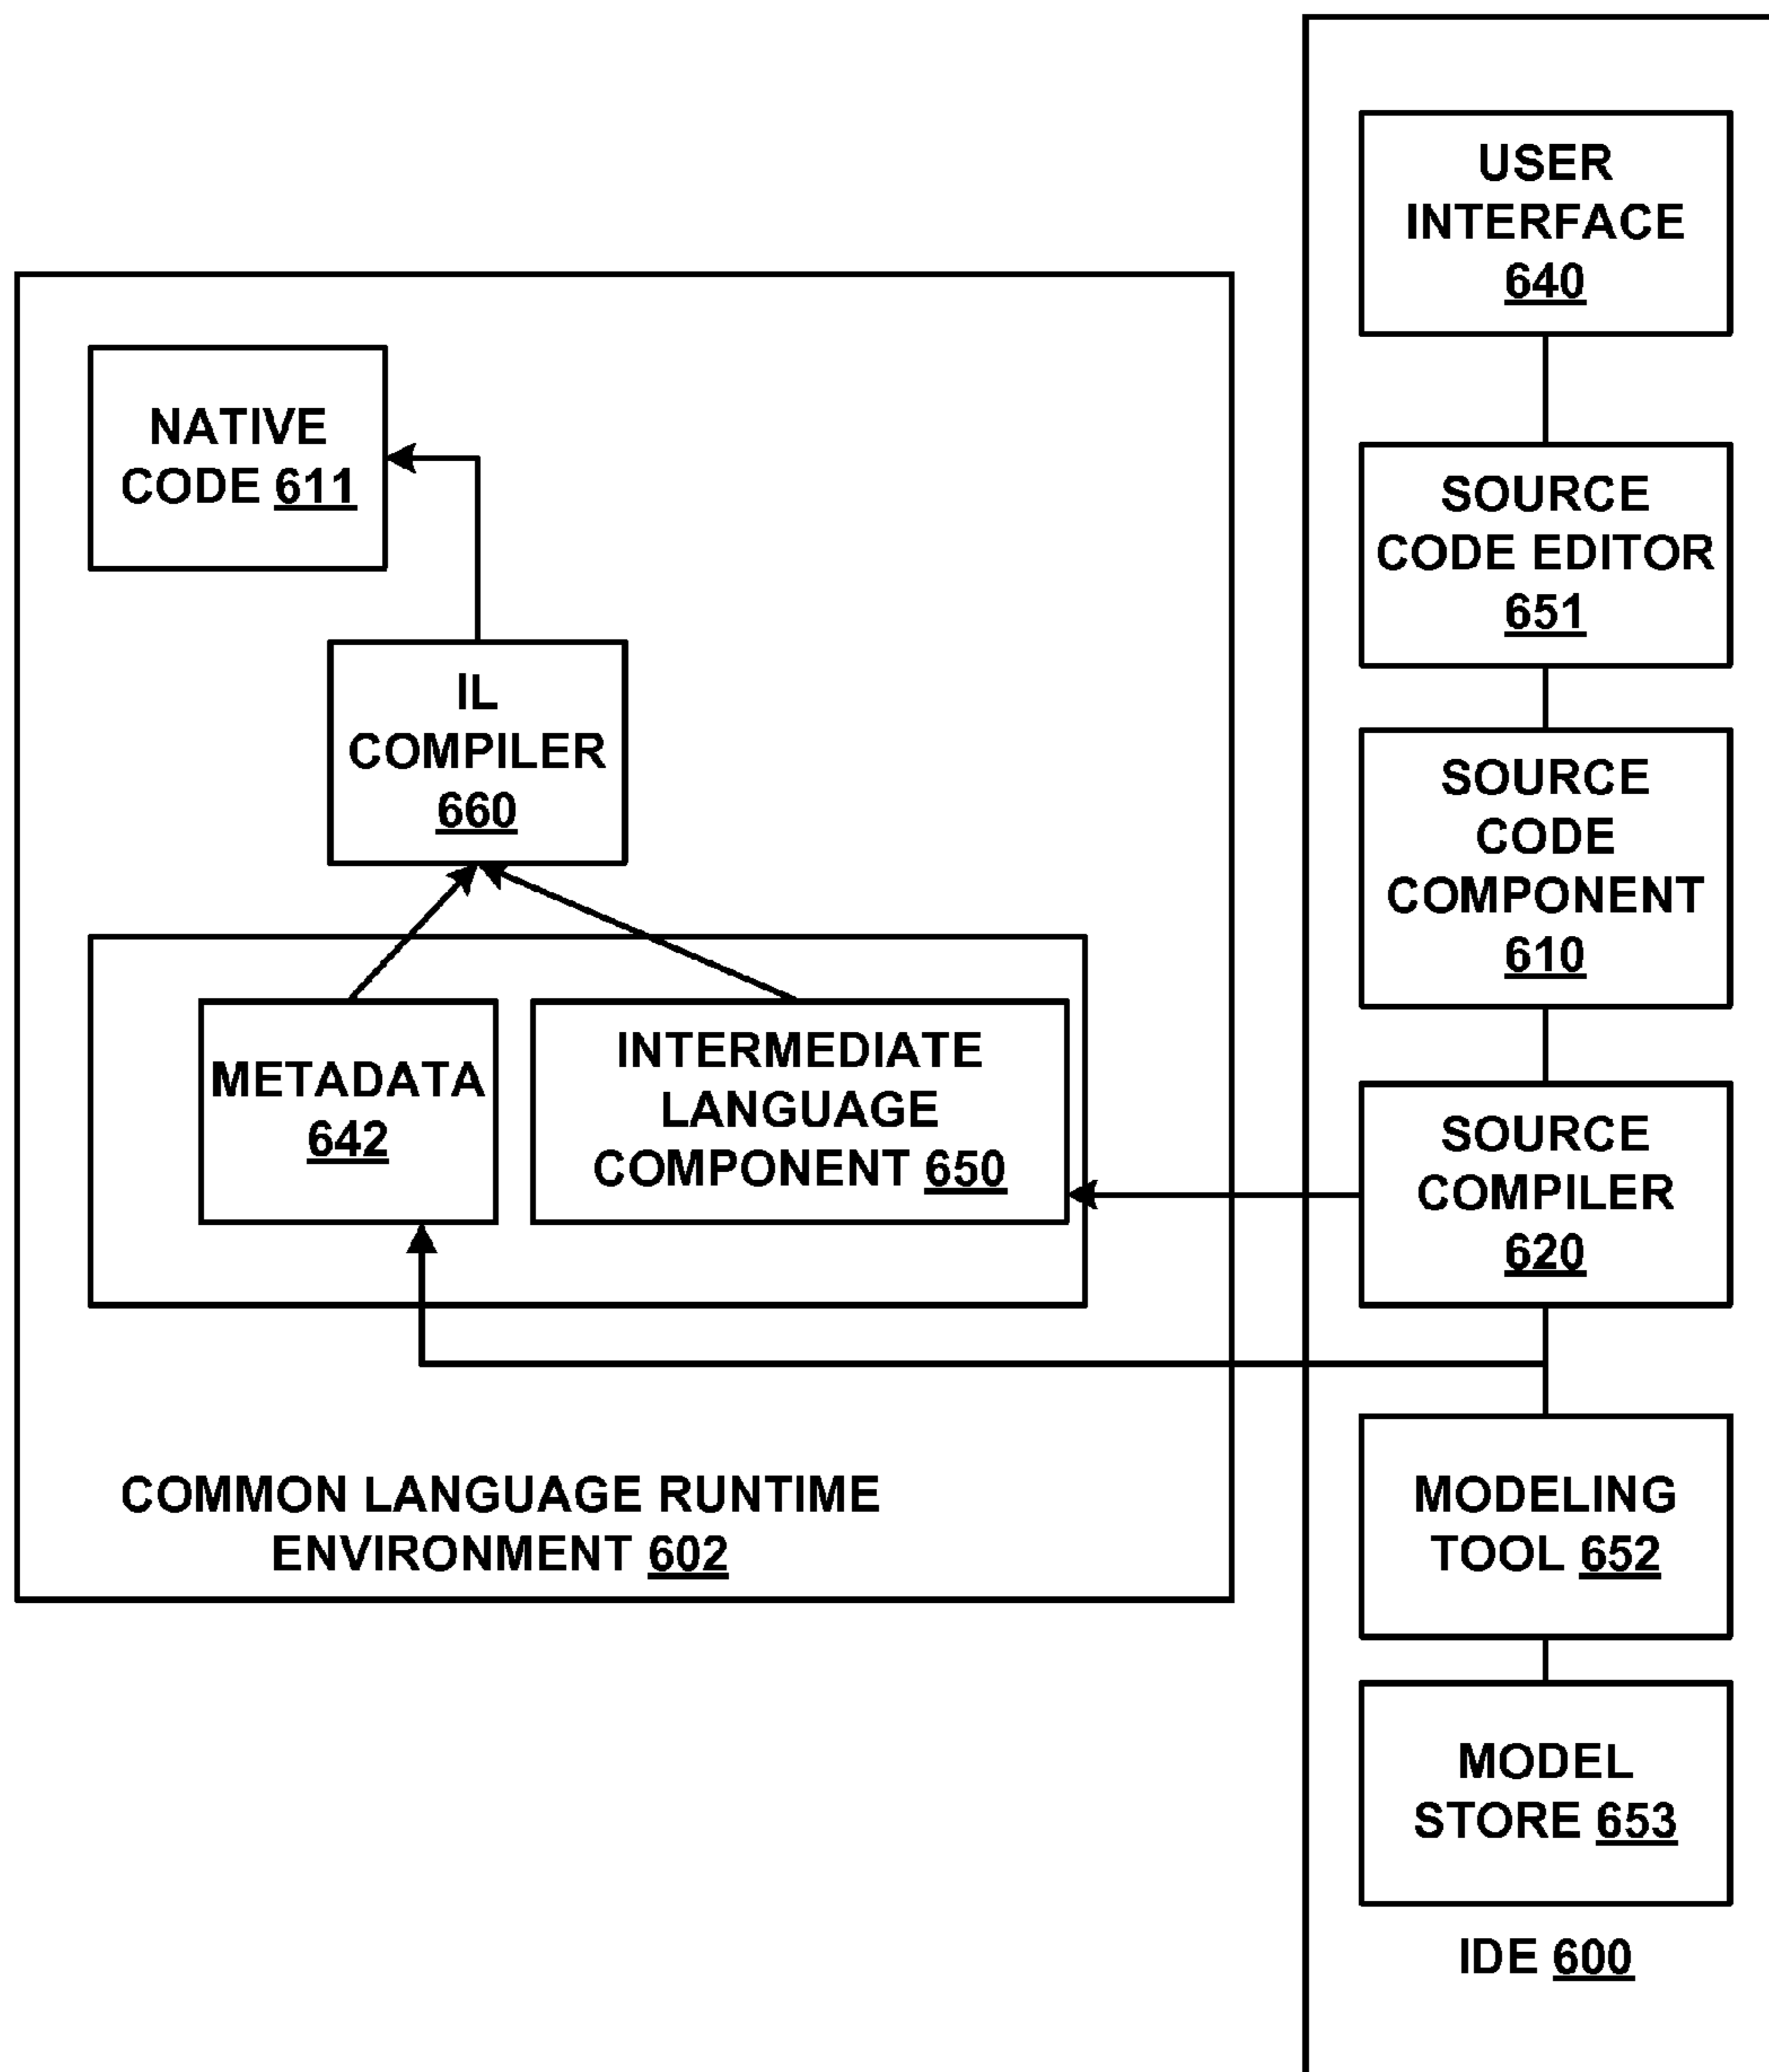 USER
INTERFACE
640
NATIVE
CODE 611
SOURCE
CODE EDITOR
651
IL
COMPILER
660
SOURCE
CODE
COMPONENT
610
METADATA
642
INTERMEDIATE
LANGUAGE
COMPONENT 650
SOURCE
COMPILER
620
COMMON LANGUAGE RUNTIME
ENVIRONMENT 602
MODELING
TOOL 652
MODEL
STORE 653
IDE 600